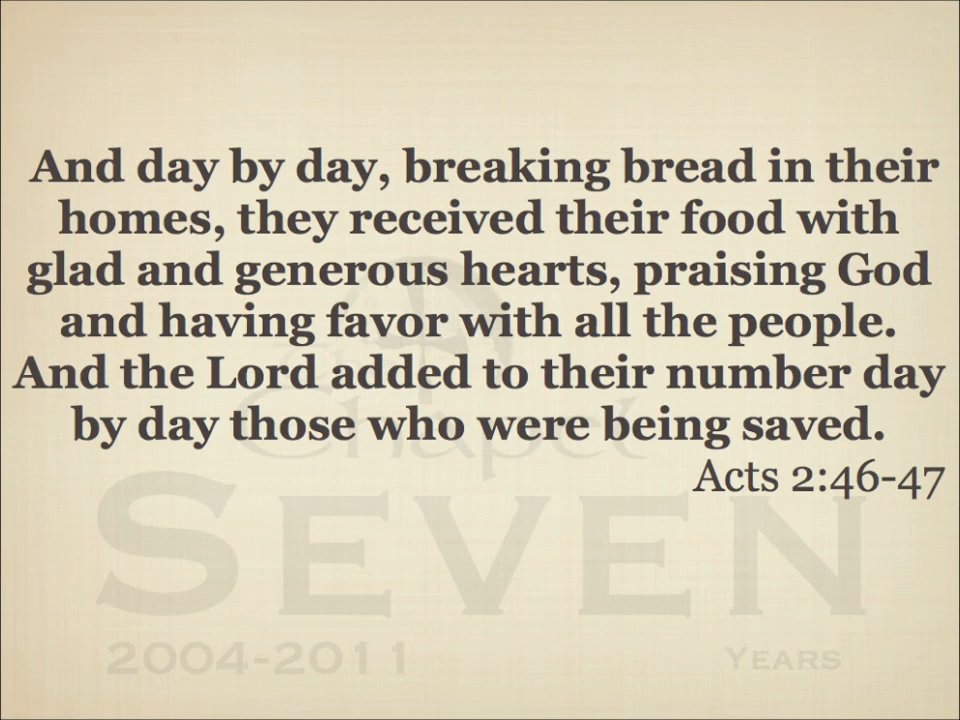 And day by day, breaking bread in their
homes, they received their food with
glad and generous hearts, praising God
and having favor with all the people.
And the Lord added to their number day
by day those who were being saved.
Acts 2:46-47
Chapel
SEVEN
2004-2011
YEARS